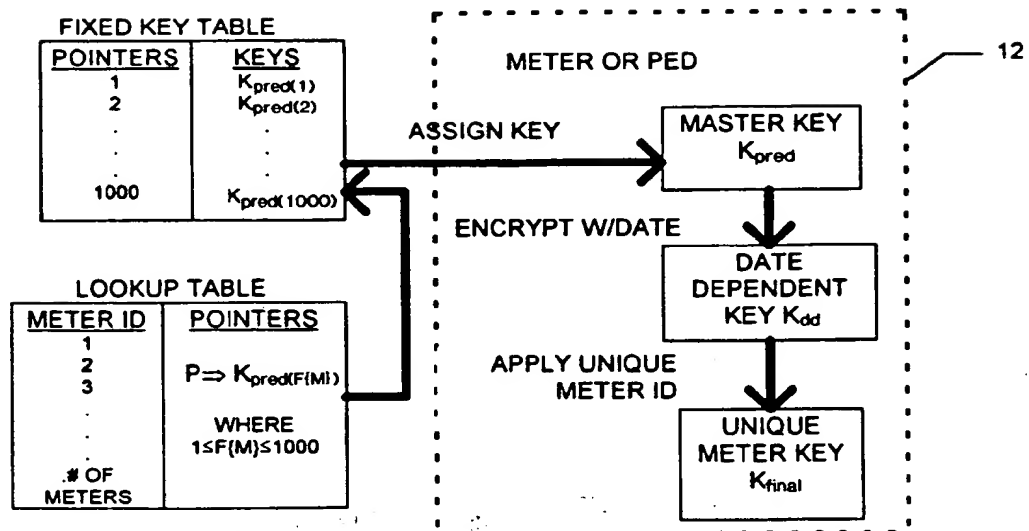 FIXED KEY TABLE
POINTERS KEYS
1 Kpred(1)
2 Kpred(2)
. .
. .
. .
1000 Kpred(1000)
LOOKUP TABLE
METER ID POINTERS
1
2
3
P⇒ Kpred(F{M})
WHERE
1≤F{M}≤1000
.
.
.
.# OF
METERS
METER OR PED
12
ASSIGN KEY
MASTER KEY
Kpred
ENCRYPT W/DATE
DATE
DEPENDENT
KEY Kdd
APPLY UNIQUE
METER ID
UNIQUE
METER KEY
Kfinal